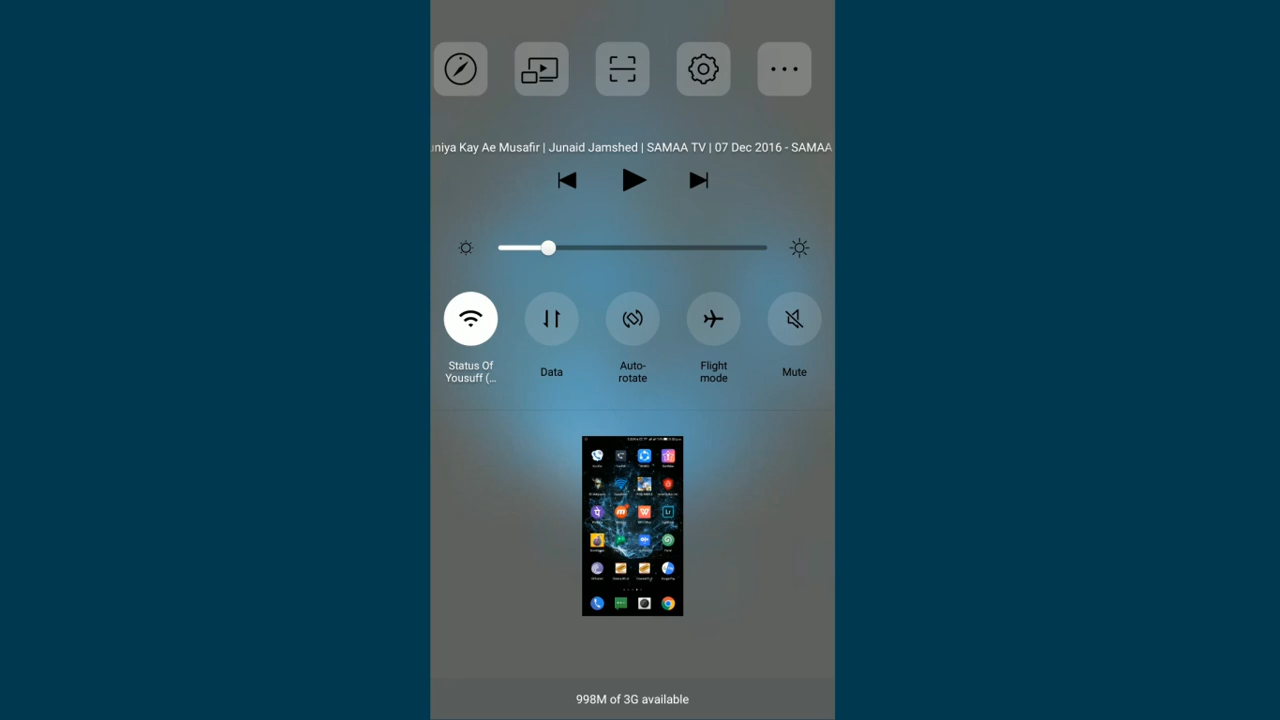 uniya Kay Ae Musafir | Junaid Jamshed | SAMAA TV | 07 Dec 2016 - SAMAA
Status Of
Yousuff (...
Data
Auto-
rotate
Flight
mode
Mute
998M of 3G available